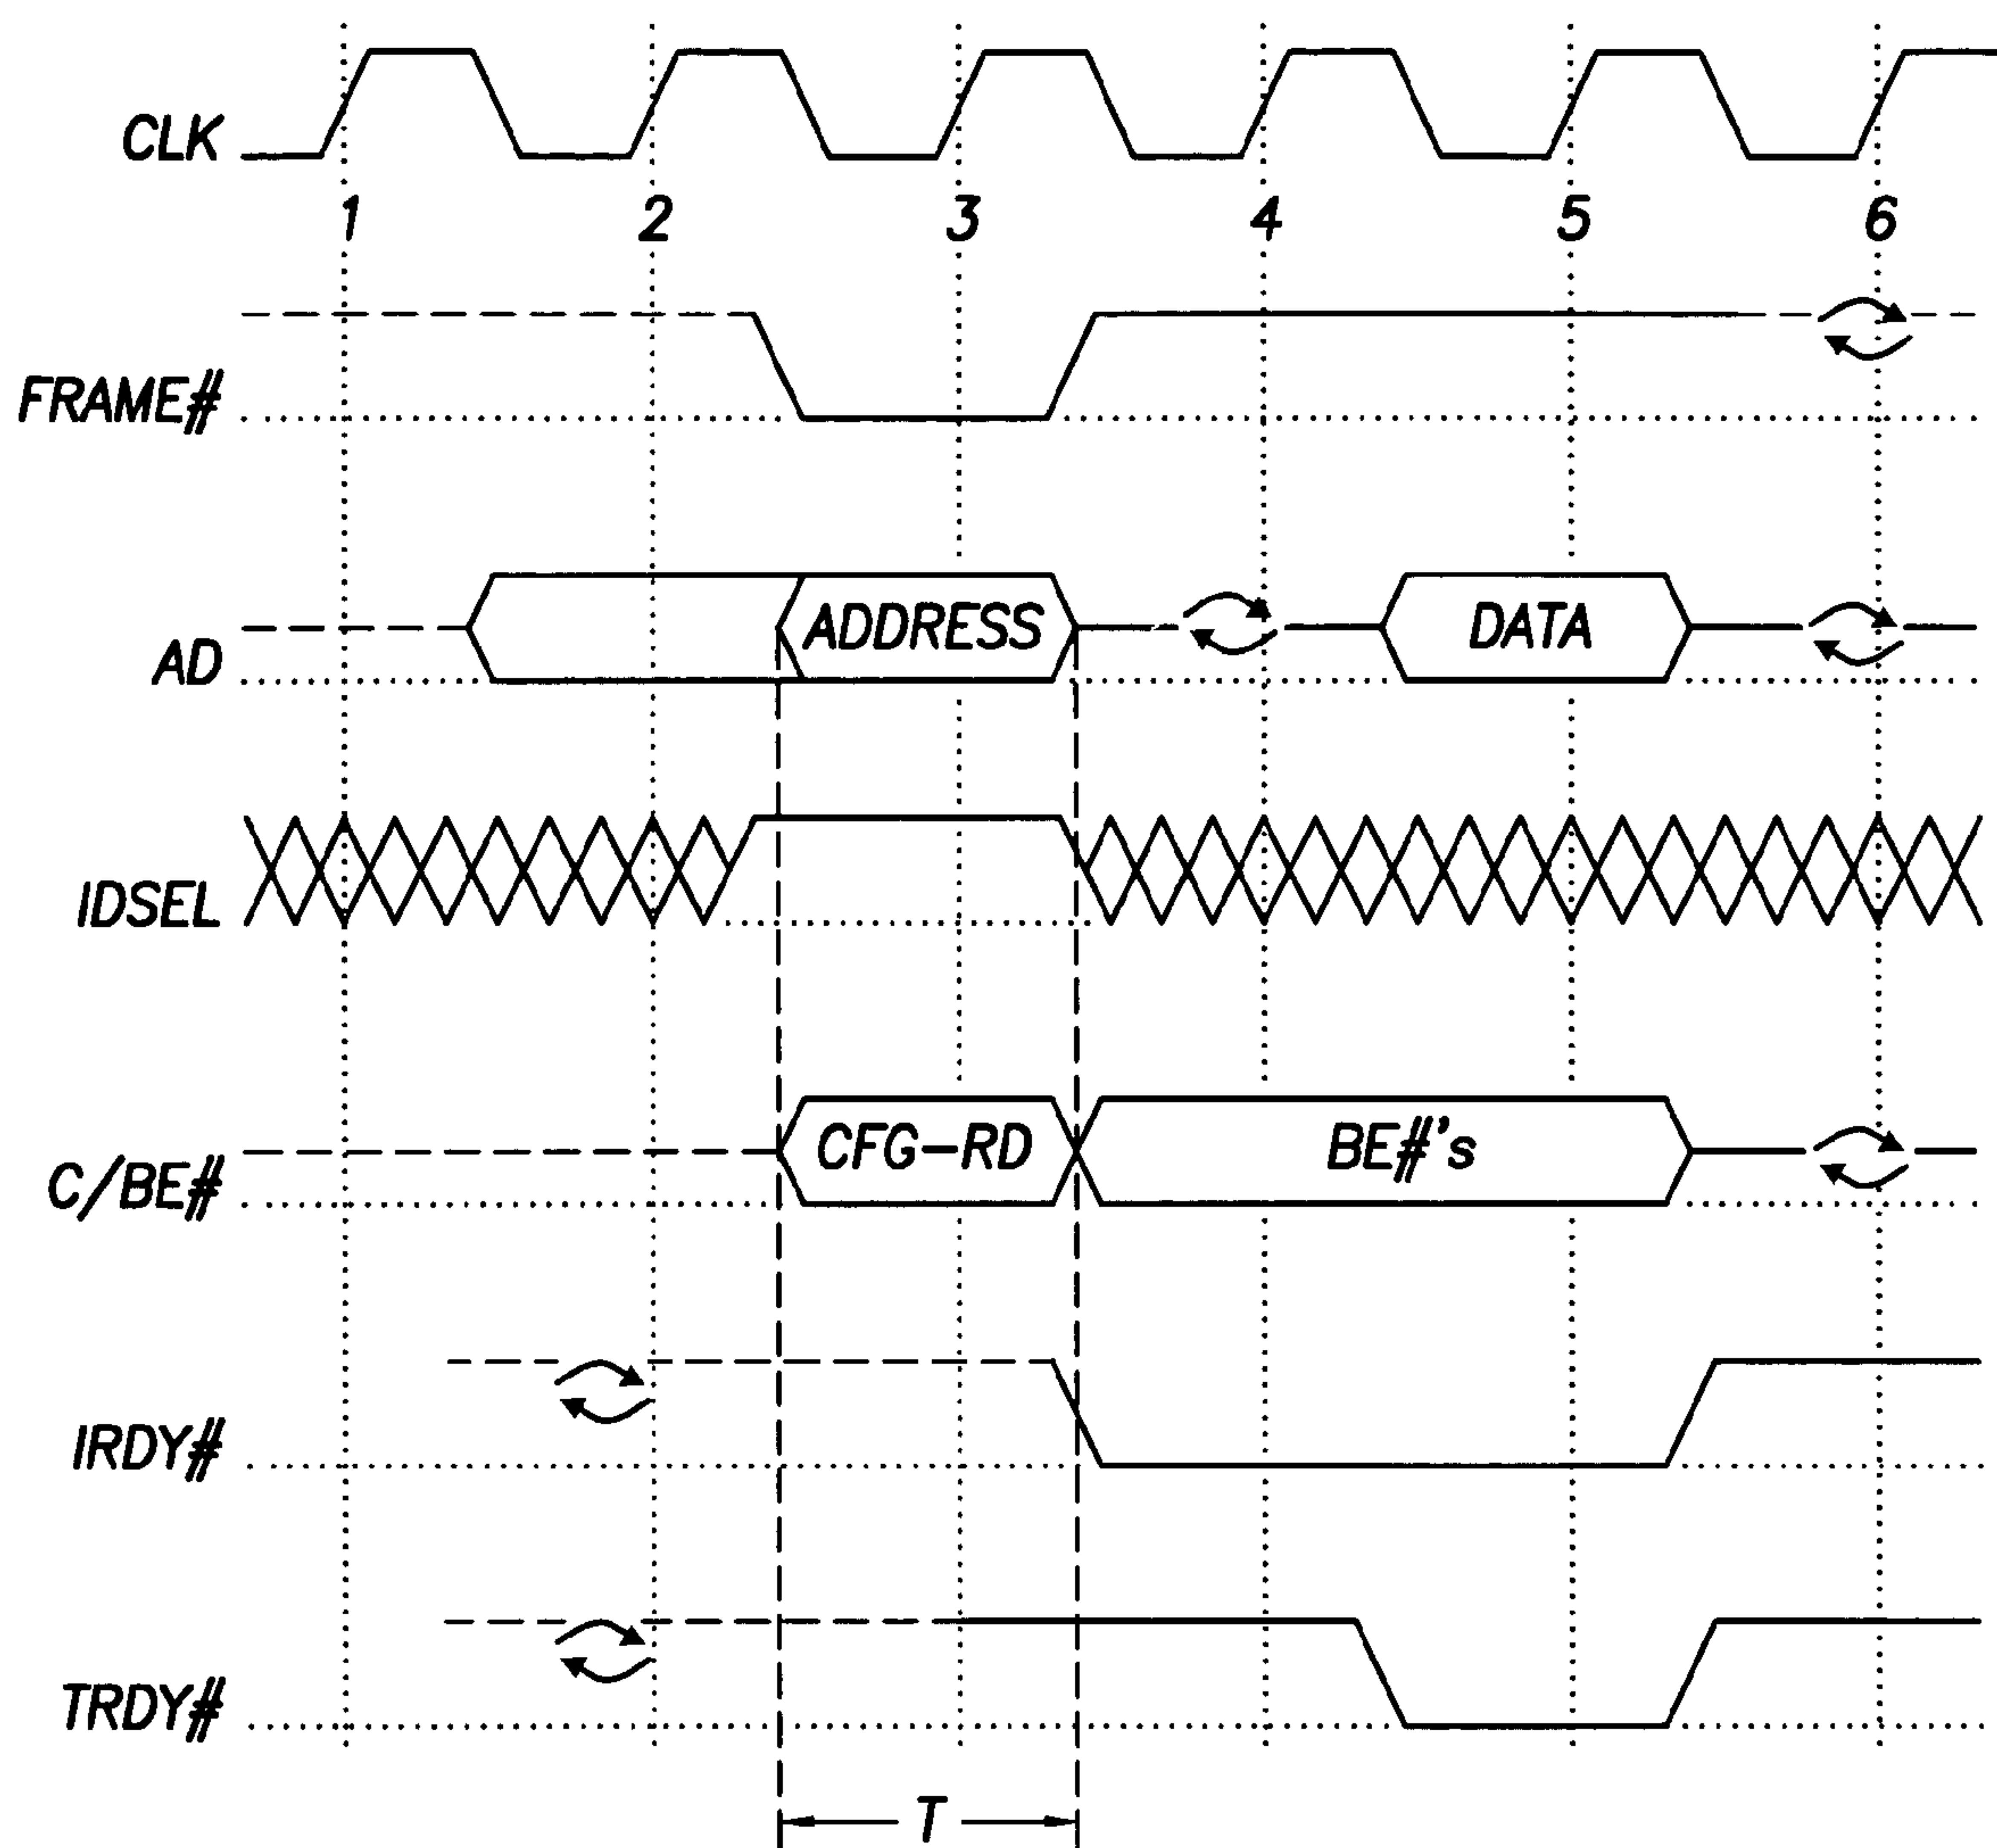 CLK
1 2 3 4 5 6
FRAME#
ADDRESS DATA
AD
IDSEL
CFG-RD BE#'s
C/BE#
IRDY#
TRDY#
T